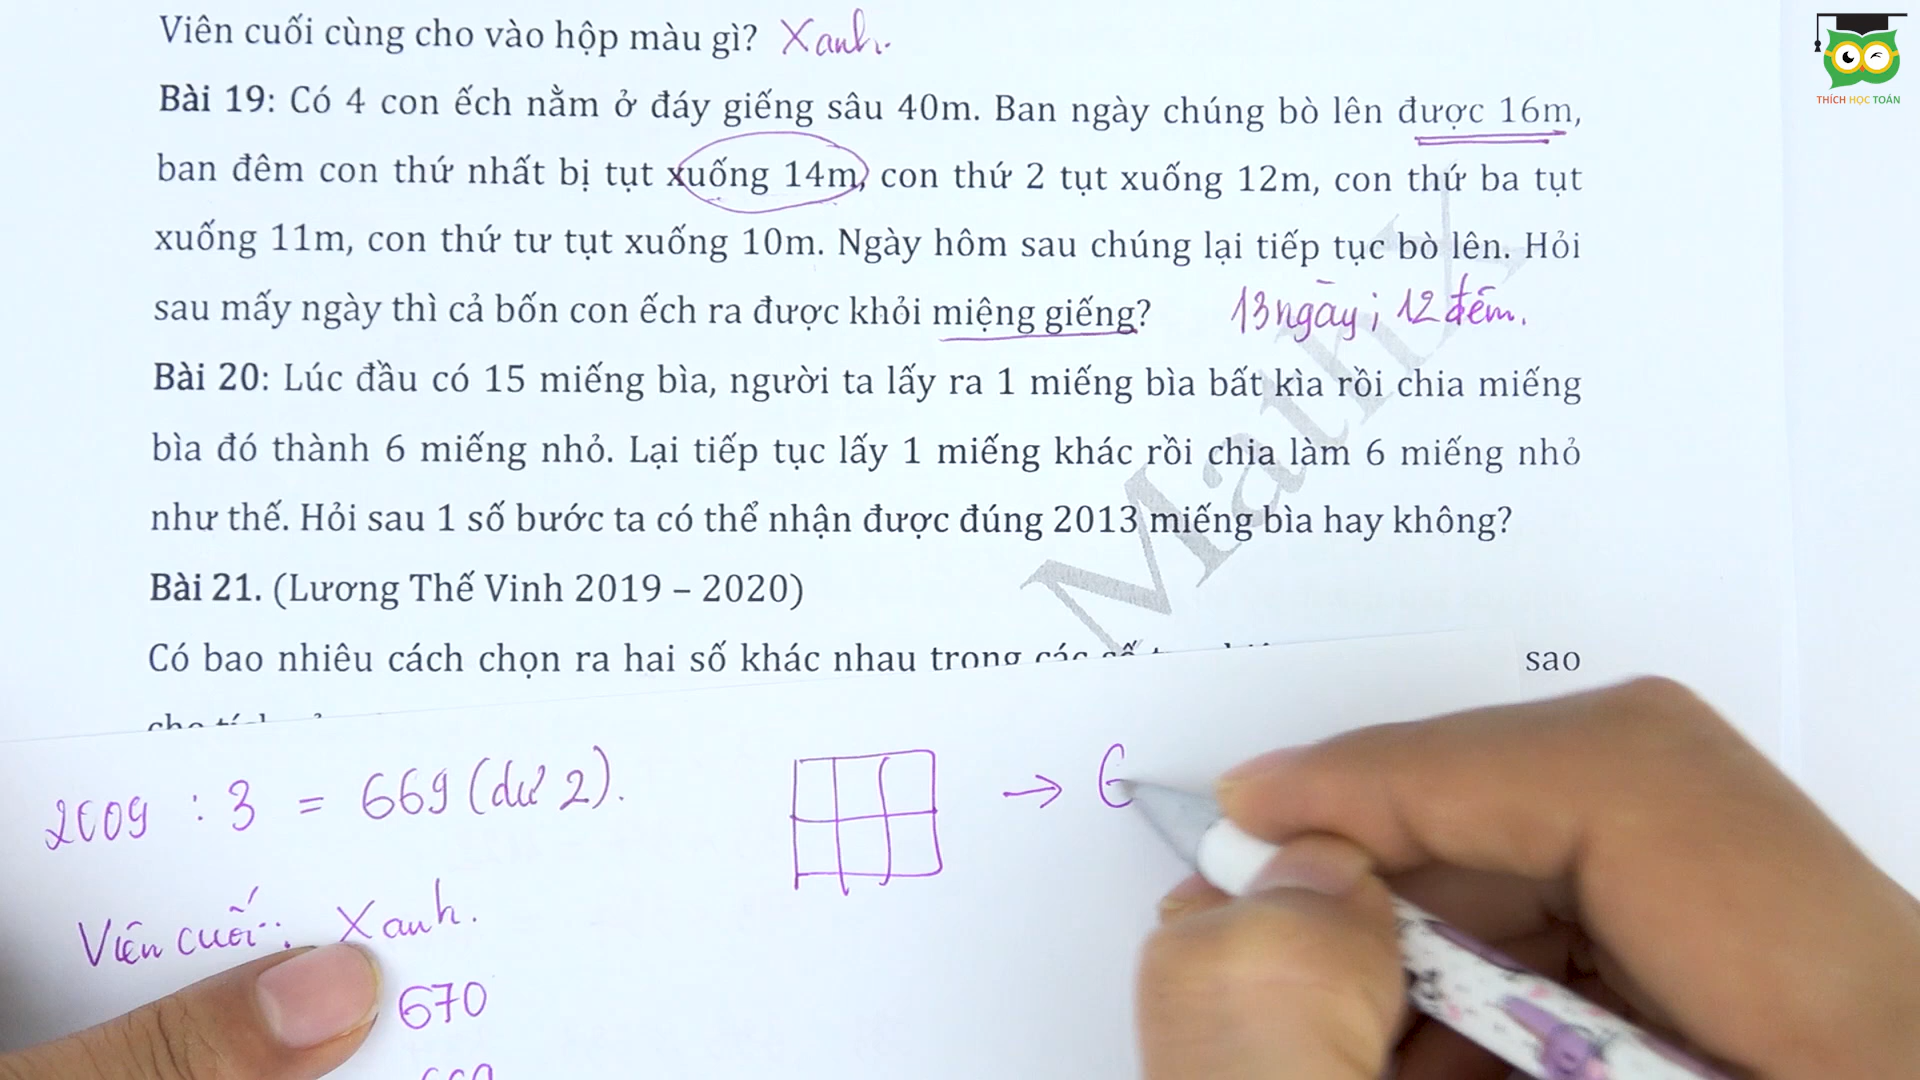 Viên cuối cùng cho vào hộp màu gì? Xanh.
THÍCH HỌC TOÁN
Bài 19: Có 4 con ếch nằm ở đáy giếng sâu 40m. Ban ngày chúng bò lên được 16m,
ban đêm con thứ nhất bị tụt xuống 14m, con thứ 2 tụt xuống 12m, con thứ ba tụt
xuống 11m, con thứ tư tụt xuống 10m. Ngày hôm sau chúng lại tiếp tục bò lên. Hỏi
sau mấy ngày thì cả bốn con ếch ra được khỏi miệng giếng? 13 ngày; 12 đêm.
Bài 20: Lúc đầu có 15 miếng bìa, người ta lấy ra 1 miếng bìa bất kìa rồi chia miếng
bìa đó thành 6 miếng nhỏ. Lại tiếp tục lấy 1 miếng khác rồi chia làm 6 miếng nhỏ
như thế. Hỏi sau 1 số bước ta có thể nhận được đúng 2013 miếng bìa hay không?
Bài 21. (Lương Thế Vinh 2019 – 2020)
Có bao nhiêu cách chọn ra hai số khác nhau trong các số sao
MathX
2009 : 3 = 669 (dư 2). → 6
Viên cuối: Xanh.
670